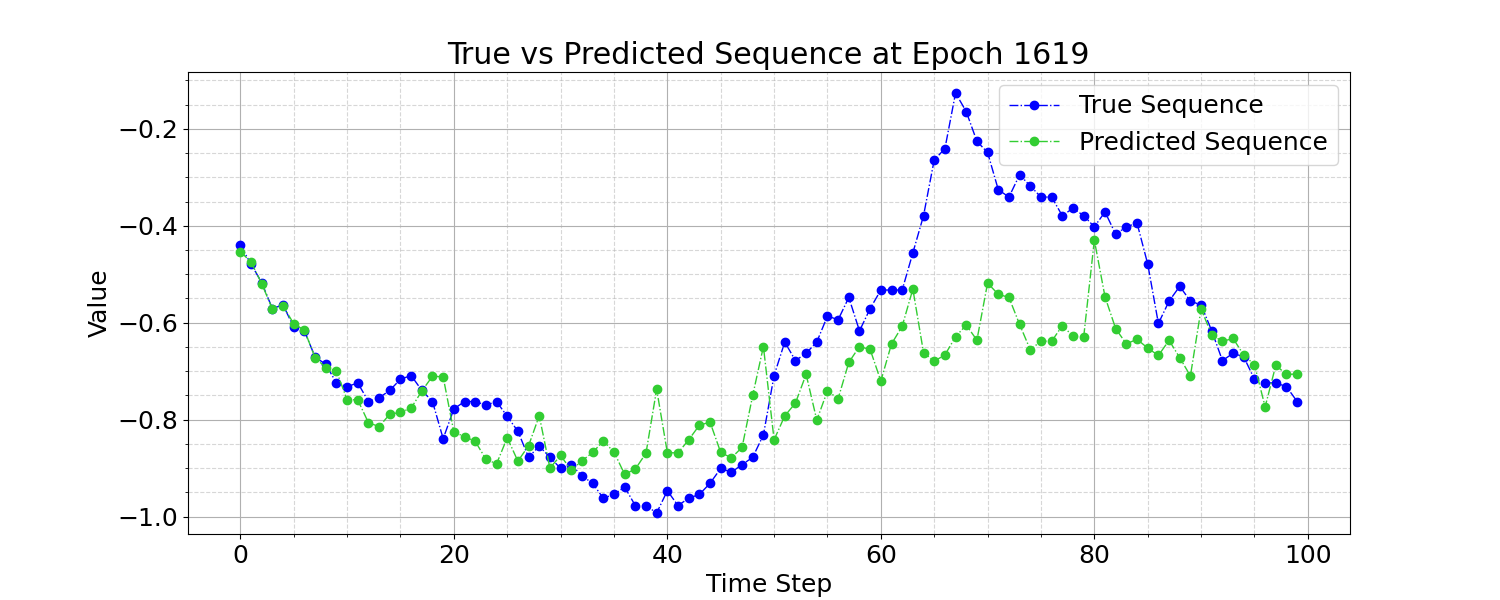 True vs Predicted Sequence at Epoch 1619
True Sequence
Predicted Sequence
Value
−0.2
−0.4
−0.6
−0.8
−1.0
0 20 40 60 80 100
Time Step